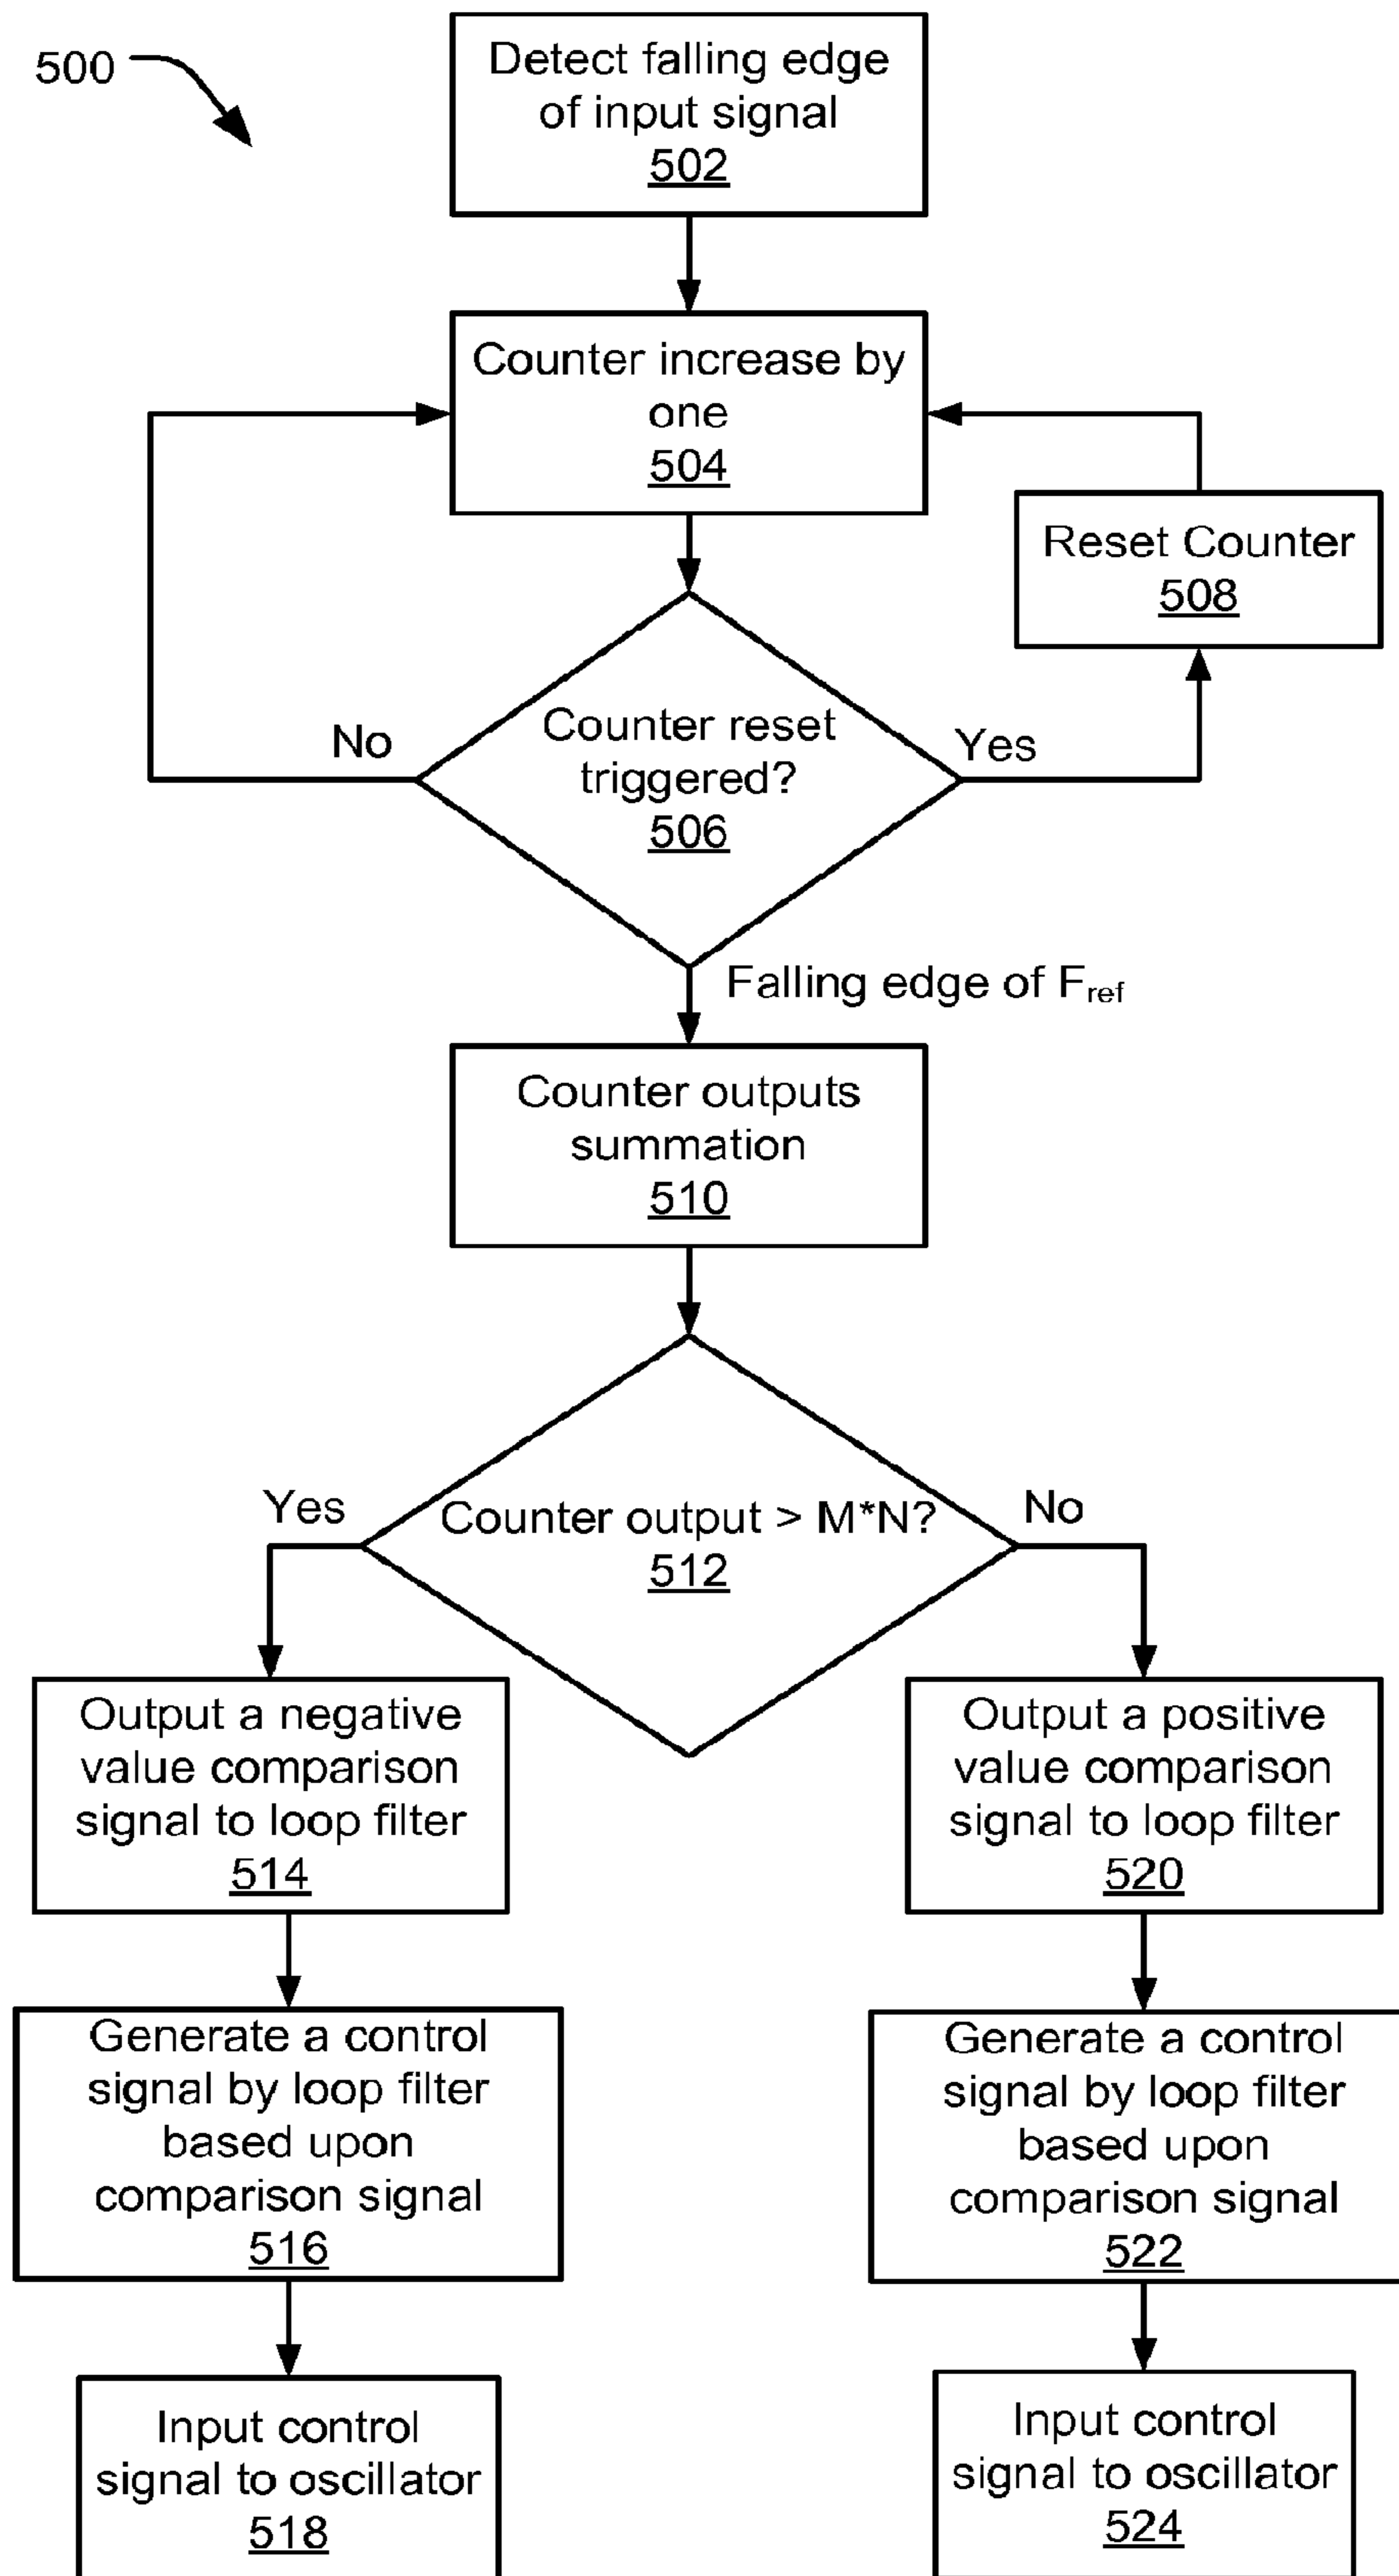 500
Detect falling edge
of input signal
502
Counter increase by
one
504
Reset Counter
508
Counter reset
triggered?
506
No
Yes
Falling edge of Fref
Counter outputs
summation
510
Counter output > M*N?
512
Yes
No
Output a negative
value comparison
signal to loop filter
514
Output a positive
value comparison
signal to loop filter
520
Generate a control
signal by loop filter
based upon
comparison signal
516
Generate a control
signal by loop filter
based upon
comparison signal
522
Input control
signal to oscillator
518
Input control
signal to oscillator
524